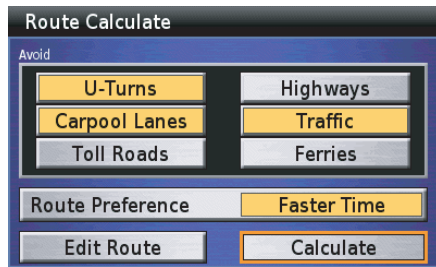 Route Calculate
Avoid
U-Turns Highways
Carpool Lanes Traffic
Toll Roads Ferries
Route Preference Faster Time
Edit Route Calculate